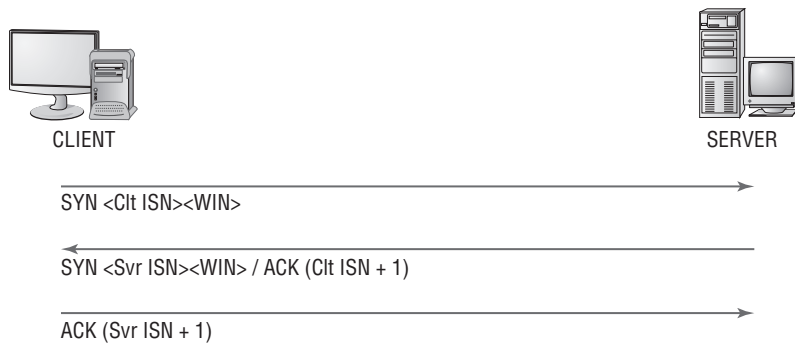 CLIENT
SERVER
SYN <Clt ISN><WIN>
SYN <Svr ISN><WIN> / ACK (Clt ISN + 1)
ACK (Svr ISN + 1)